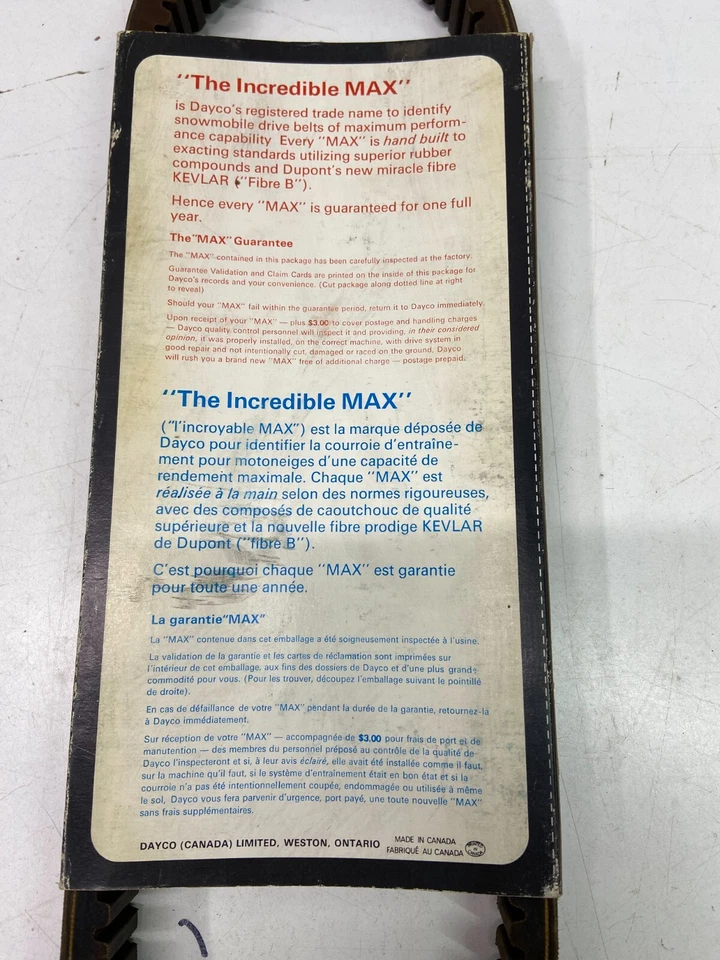 "The Incredible MAX"
is Dayco's registered trade name to identify
snowmobile drive belts of maximum perform-
ance capability Every "MAX" is hand built to
exacting standards utilizing superior rubber
compounds and Dupont's new miracle fibre
KEVLAR ("Fibre B").
Hence every "MAX" is guaranteed for one full
year.
The "MAX" Guarantee
The "MAX" contained in this package has been carefully inspected at the factory.
Guarantee Validation and Claim Cards are printed on the inside of this package for
Dayco's records and your convenience. (Cut package along dotted line at right
to reveal)
Should your "MAX" fail within the guarantee period, return it to Dayco immediately.
Upon receipt of your "MAX" — plus $3.00 to cover postage and handling charges
— Dayco quality control personnel will inspect it and providing, in their considered
opinion, it was properly installed, on the correct machine, with drive system in
good repair and not intentionally cut, damaged or raced on the ground, Dayco
will rush you a brand new "MAX" free of additional charge — postage prepaid.
"The Incredible MAX"
("l'incroyable MAX") est la marque déposée de
Dayco pour identifier la courroie d'entraîne-
ment pour motoneiges d'une capacité de
rendement maximale. Chaque "MAX" est
réalisée à la main selon des normes rigoureuses,
avec des composés de caoutchouc de qualité
supérieure et la nouvelle fibre prodige KEVLAR
de Dupont ("fibre B").
C'est pourquoi chaque "MAX" est garantie
pour toute une année.
La garantie "MAX"
La "MAX" contenue dans cet emballage a été soigneusement inspectée à l'usine.
La validation de la garantie et les cartes de réclamation sont imprimées sur
l'intérieur de cet emballage, aux fins des dossiers de Dayco et d'une plus grande
commodité pour vous. (Pour les trouver, découpez l'emballage suivant le pointillé
de droite).
En cas de défaillance de votre "MAX" pendant la durée de la garantie, retournez-la
à Dayco immédiatement.
Sur réception de votre "MAX" — accompagnée de $3.00 pour frais de port et de
manutention — des membres du personnel préposé au contrôle de la qualité de
Dayco l'inspecteront et si, à leur avis éclairé, elle avait été installée comme il faut,
sur la machine qu'il faut, si le système d'entraînement était en bon état et si la
courroie n'a pas été intentionnellement coupée, endommagée ou utilisée à même
le sol, Dayco vous fera parvenir d'urgence, port payé, une toute nouvelle "MAX"
sans frais supplémentaires.
DAYCO (CANADA) LIMITED, WESTON, ONTARIO
MADE IN CANADA
FABRIQUÉ AU CANADA